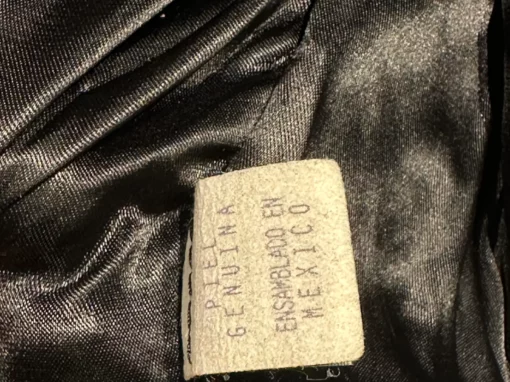 PIEL
GENUINA
ENSAMBLADO EN
MEXICO